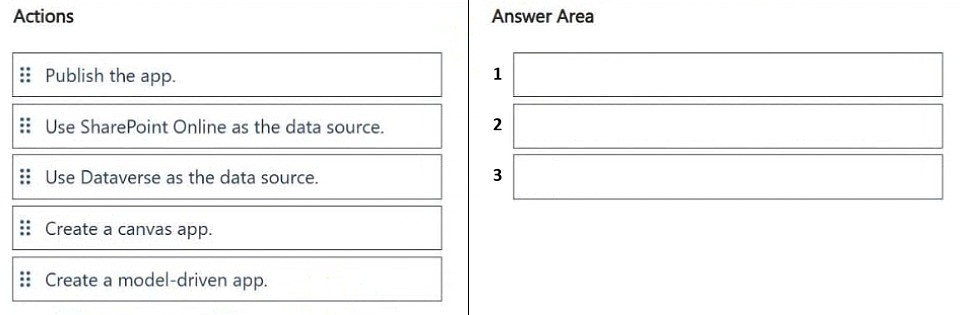 Actions
Answer Area
Publish the app.
1
Use SharePoint Online as the data source.
2
Use Dataverse as the data source.
3
Create a canvas app.
Create a model-driven app.